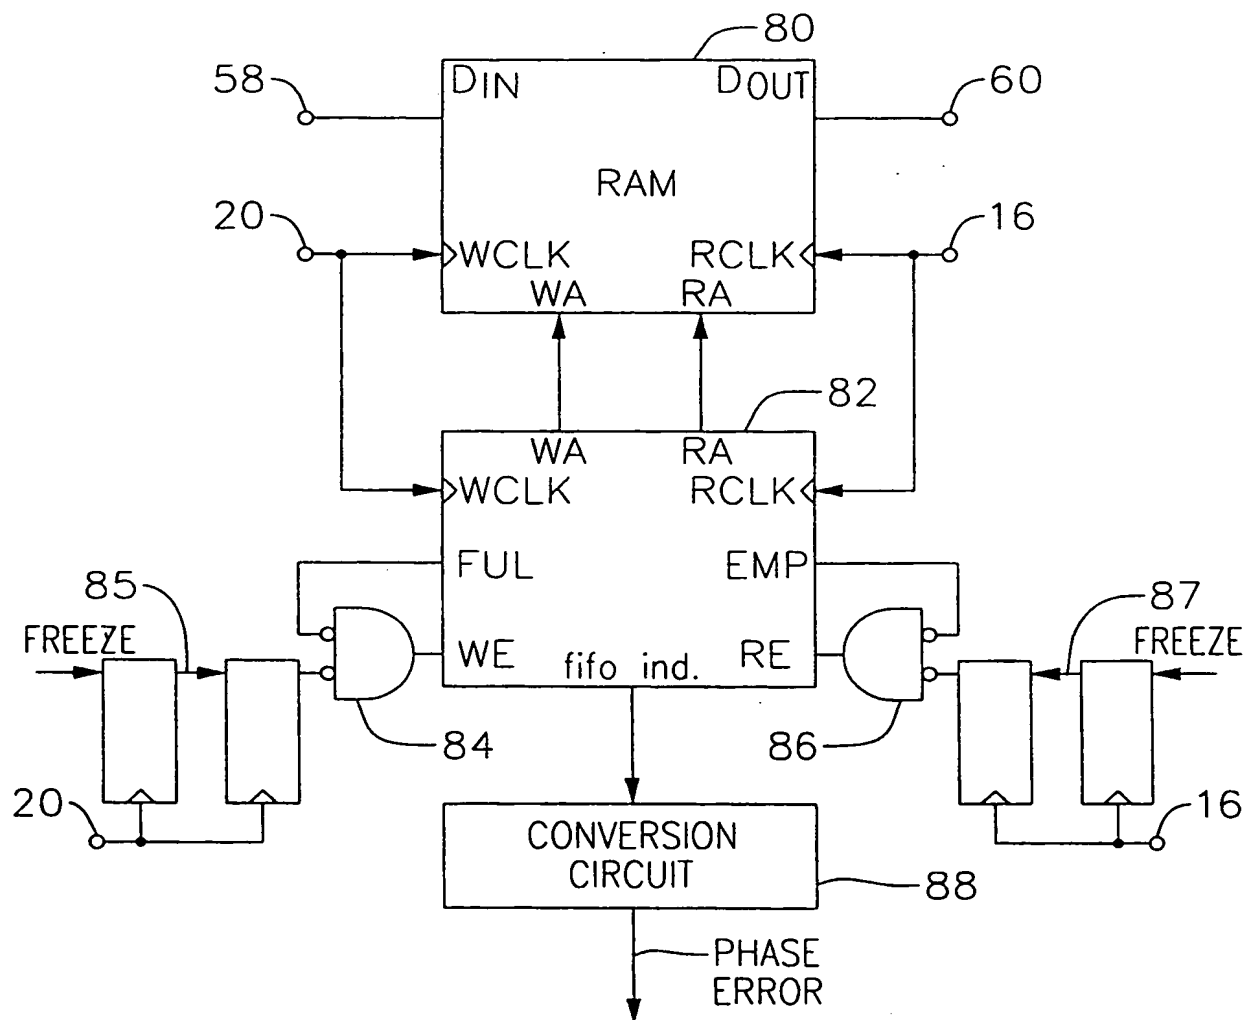 80
58
DIN
DOUT
60
RAM
20
16
WCLK
RCLK
WA
RA
82
WA
RA
WCLK
RCLK
FUL
EMP
85
87
FREEZE
FREEZE
WE
fifo ind.
RE
84
86
20
16
CONVERSION
CIRCUIT
88
PHASE
ERROR